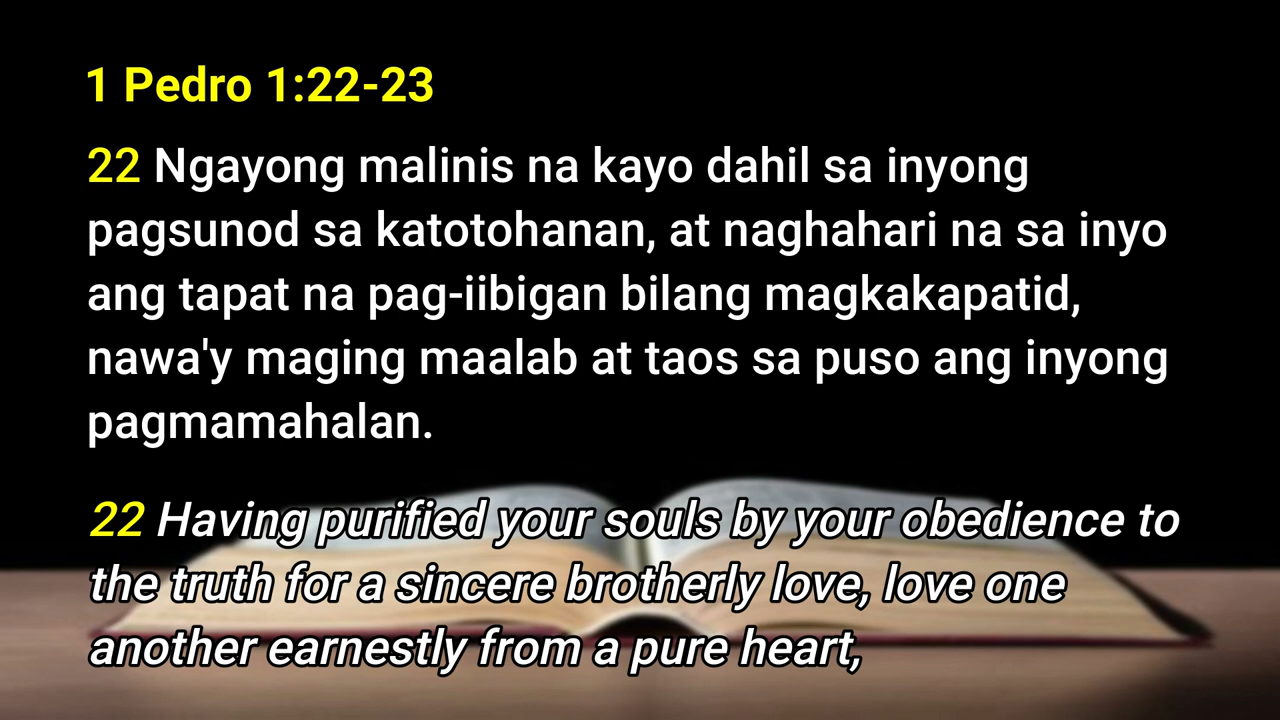 1 Pedro 1:22-23
22 Ngayong malinis na kayo dahil sa inyong
pagsunod sa katotohanan, at naghahari na sa inyo
ang tapat na pag-iibigan bilang magkakapatid,
nawa'y maging maalab at taos sa puso ang inyong
pagmamahalan.
22 Having purified your souls by your obedience to
the truth for a sincere brotherly love, love one
another earnestly from a pure heart,